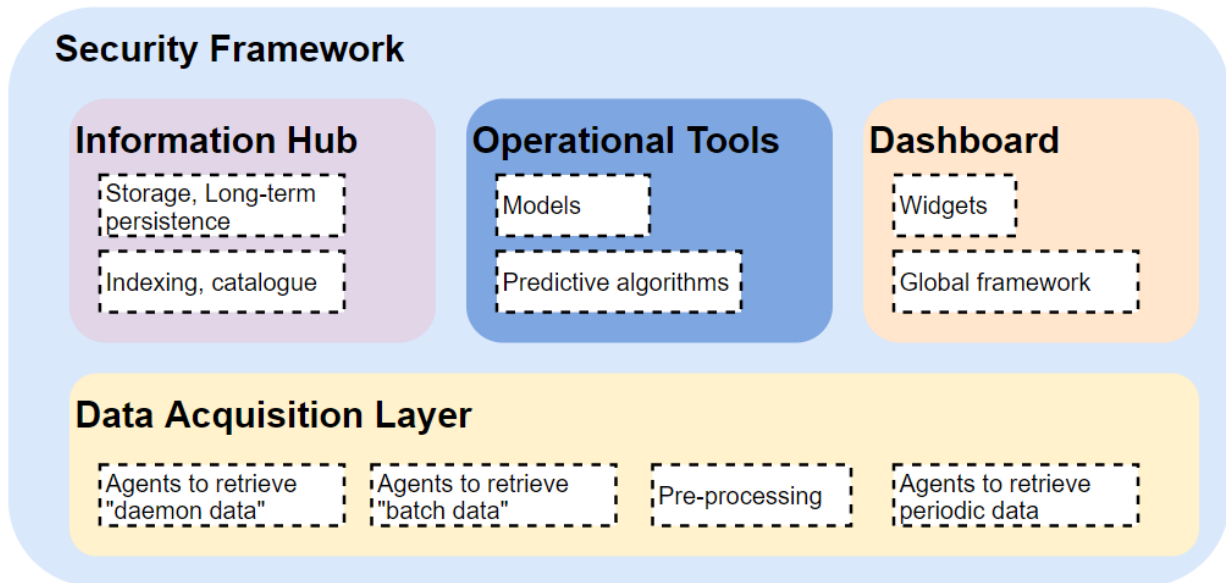 Security Framework
Information Hub
Storage, Long-term
persistence
Indexing, catalogue
Operational Tools
Models
Predictive algorithms
Dashboard
Widgets
Global framework
Data Acquisition Layer
Agents to retrieve
"daemon data"
Agents to retrieve
"batch data"
Pre-processing
Agents to retrieve
periodic data